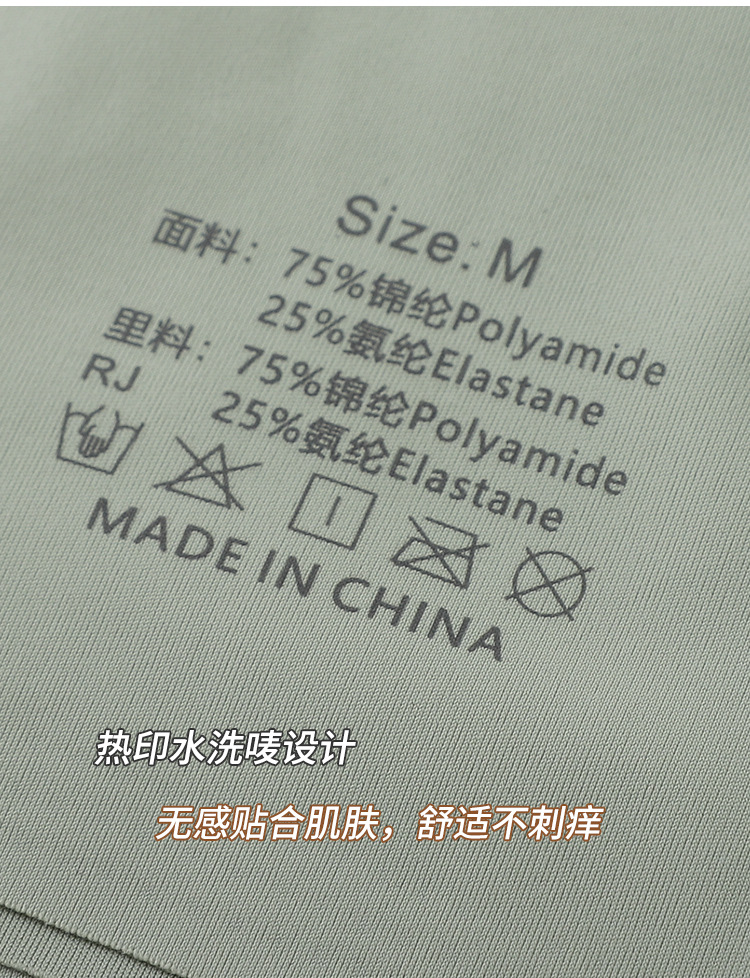 Size: M
面料：75%锦纶Polyamide
25%氨纶Elastane
里料：75%锦纶Polyamide
25%氨纶Elastane
RJ
MADE IN CHINA
热印水洗唛设计
无感贴合肌肤，舒适不刺痒